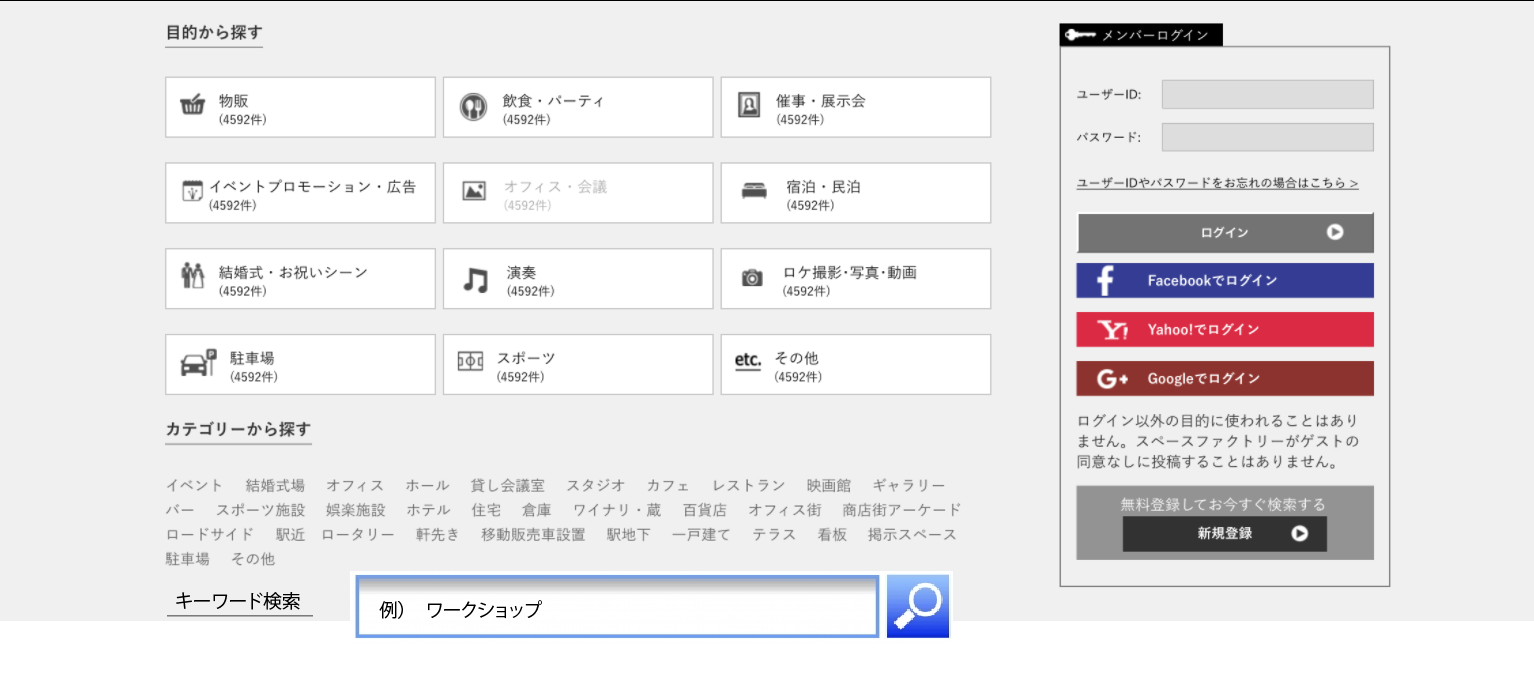 目的から探す
物販
(4592件)
飲食・パーティ
(4592件)
催事・展示会
(4592件)
イベントプロモーション・広告
(4592件)
オフィス・会議
(4592件)
宿泊・民泊
(4592件)
結婚式・お祝いシーン
(4592件)
演奏
(4592件)
ロケ撮影・写真・動画
(4592件)
駐車場
(4592件)
スポーツ
(4592件)
etc.
その他
(4592件)
カテゴリーから探す
イベント 結婚式場 オフィス ホール 貸し会議室 スタジオ カフェ レストラン 映画館 ギャラリー
バー スポーツ施設 娯楽施設 ホテル 住宅 倉庫 ワイナリ・蔵 百貨店 オフィス街 商店街アーケード
ロードサイド 駅近 ロータリー 軒先き 移動販売車設置 駅地下 一戸建て テラス 看板 掲示スペース
駐車場 その他
キーワード検索
例） ワークショップ
メンバーログイン
ユーザーID:
パスワード:
ユーザーIDやパスワードをお忘れの場合はこちら >
ログイン
Facebookでログイン
Yahoo!でログイン
G+ Googleでログイン
ログイン以外の目的に使われることはあり
ません。スペースファクトリーがゲストの
同意なしに投稿することはありません。
無料登録してお今すぐ検索する
新規登録